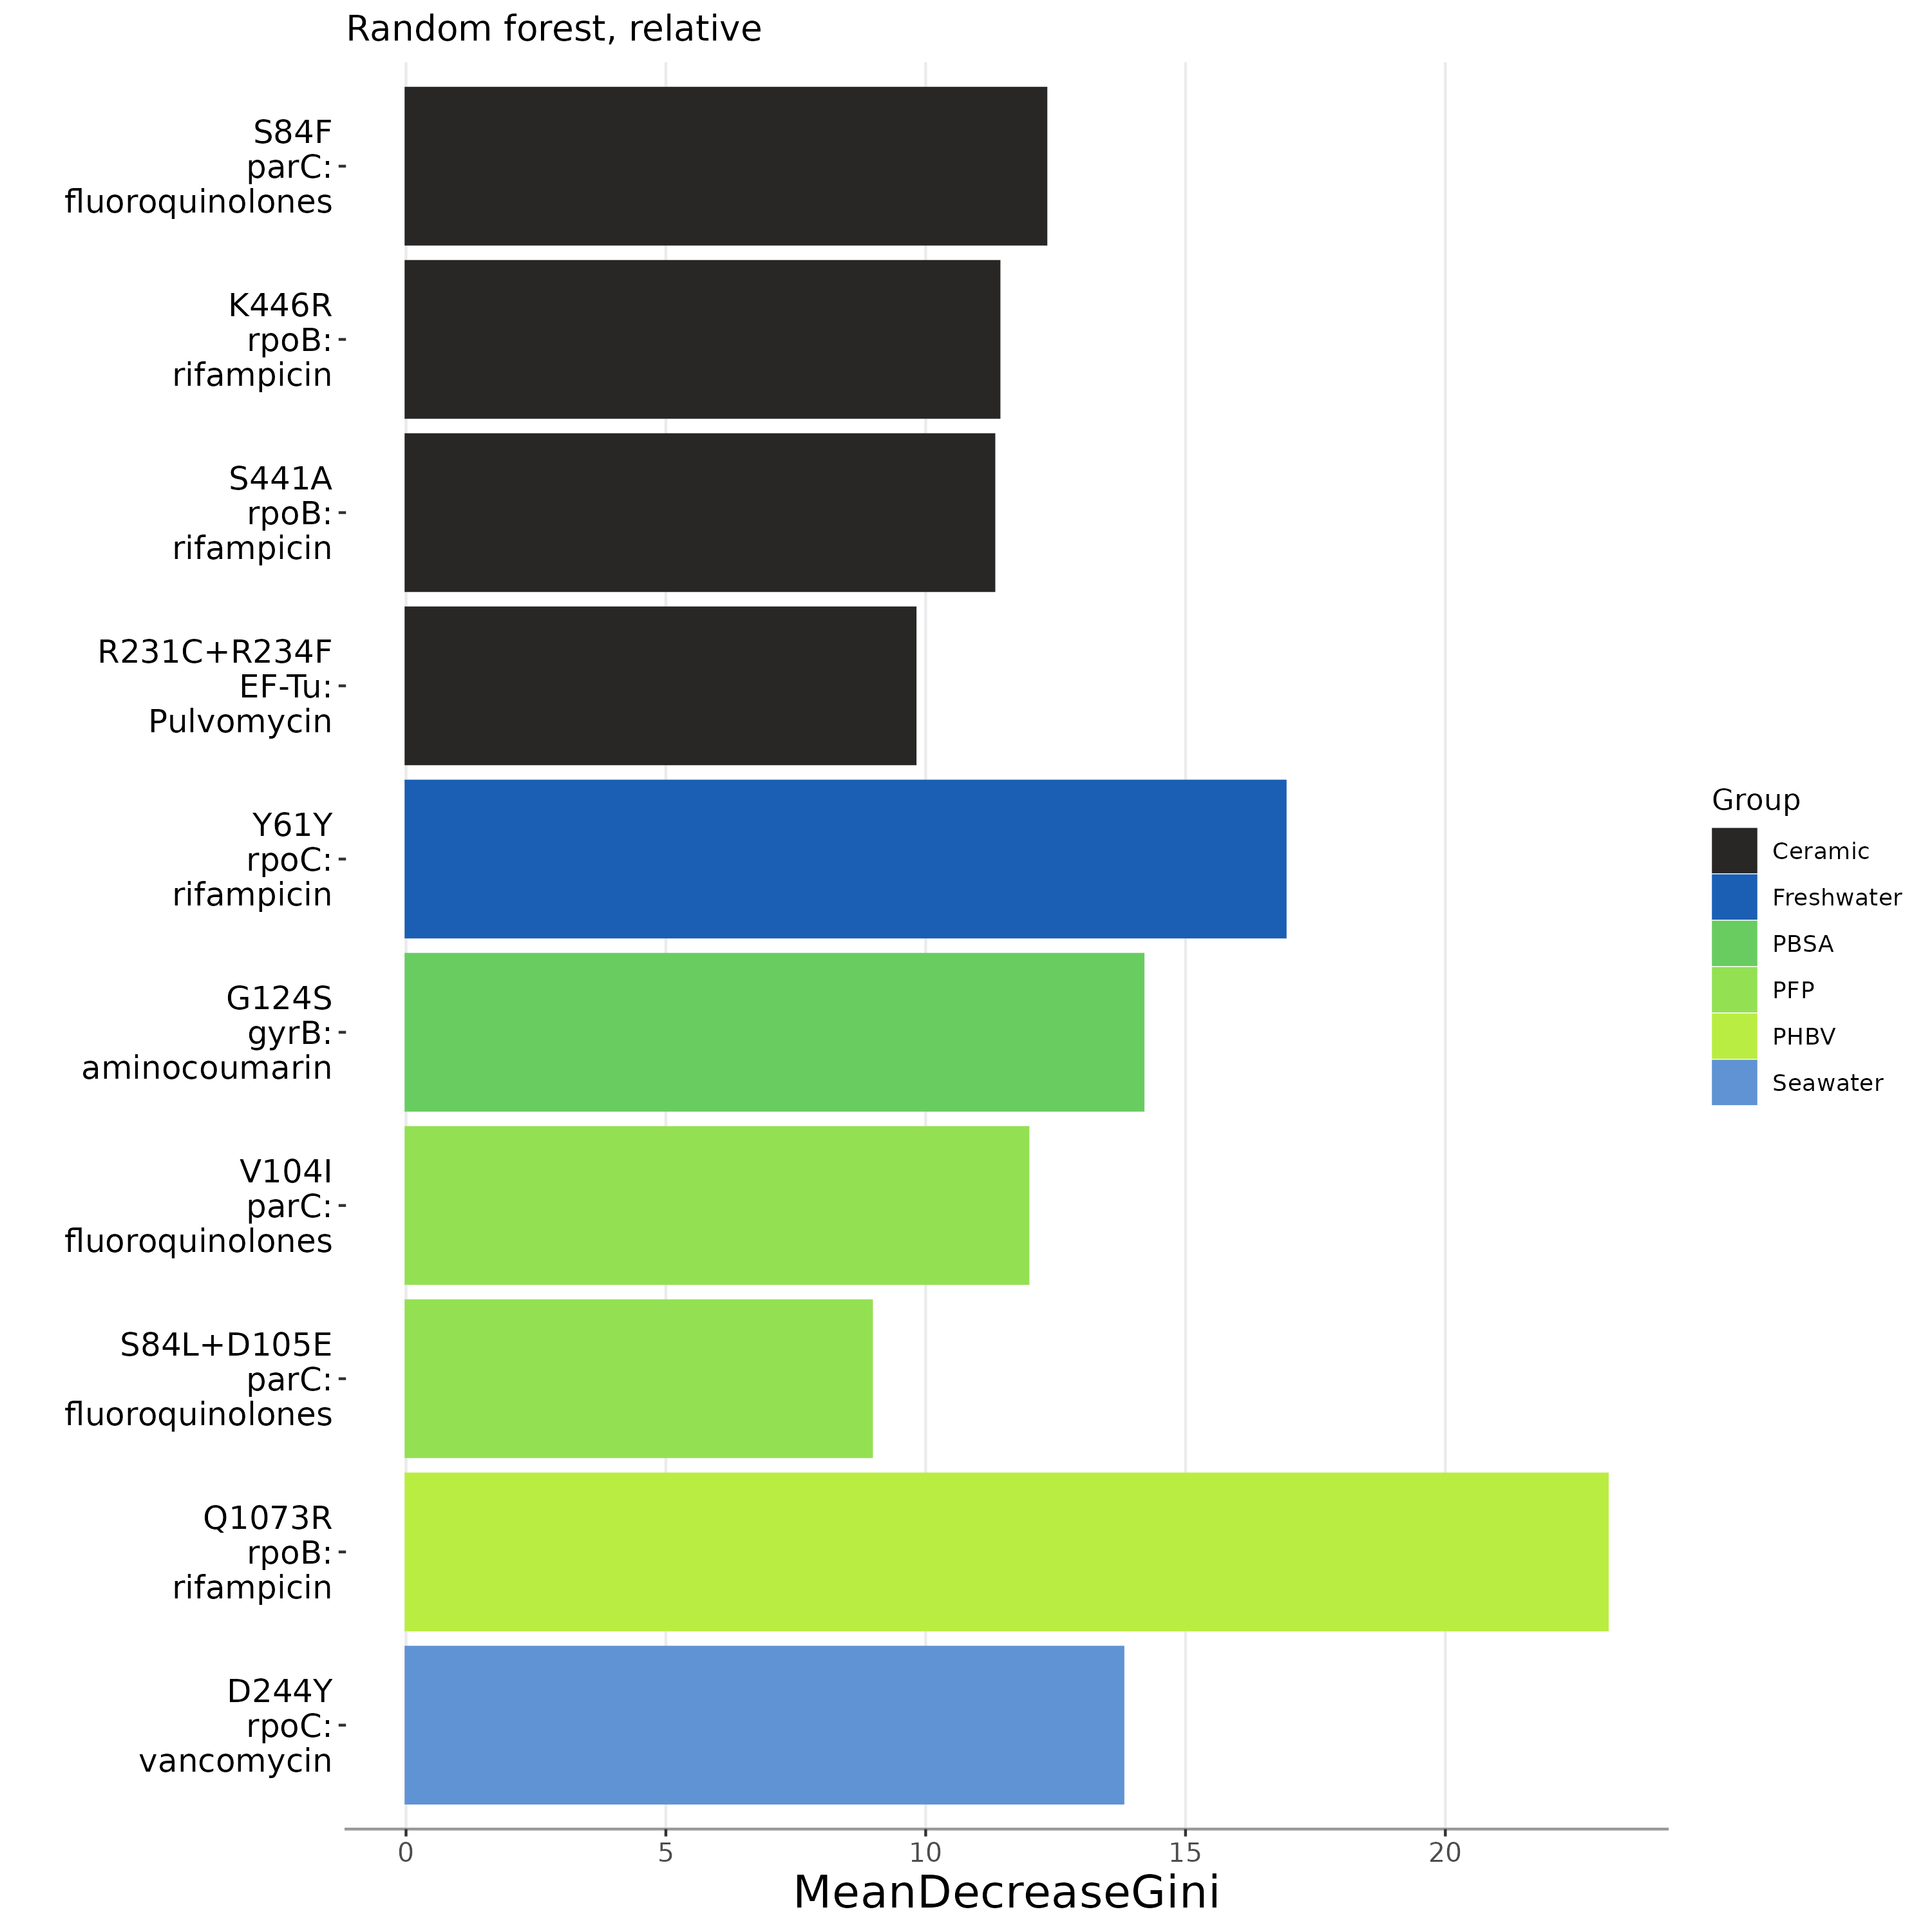 Random forest, relative
S84F
parC:
fluoroquinolones
K446R
rpoB:
rifampicin
S441A
rpoB:
rifampicin
R231C+R234F
EF-Tu:
Pulvomycin
Y61Y
rpoC:
rifampicin
G124S
gyrB:
aminocoumarin
V104I
parC:
fluoroquinolones
S84L+D105E
parC:
fluoroquinolones
Q1073R
rpoB:
rifampicin
D244Y
rpoC:
vancomycin
0 5 10 15 20
MeanDecreaseGini
Group
Ceramic
Freshwater
PBSA
PFP
PHBV
Seawater